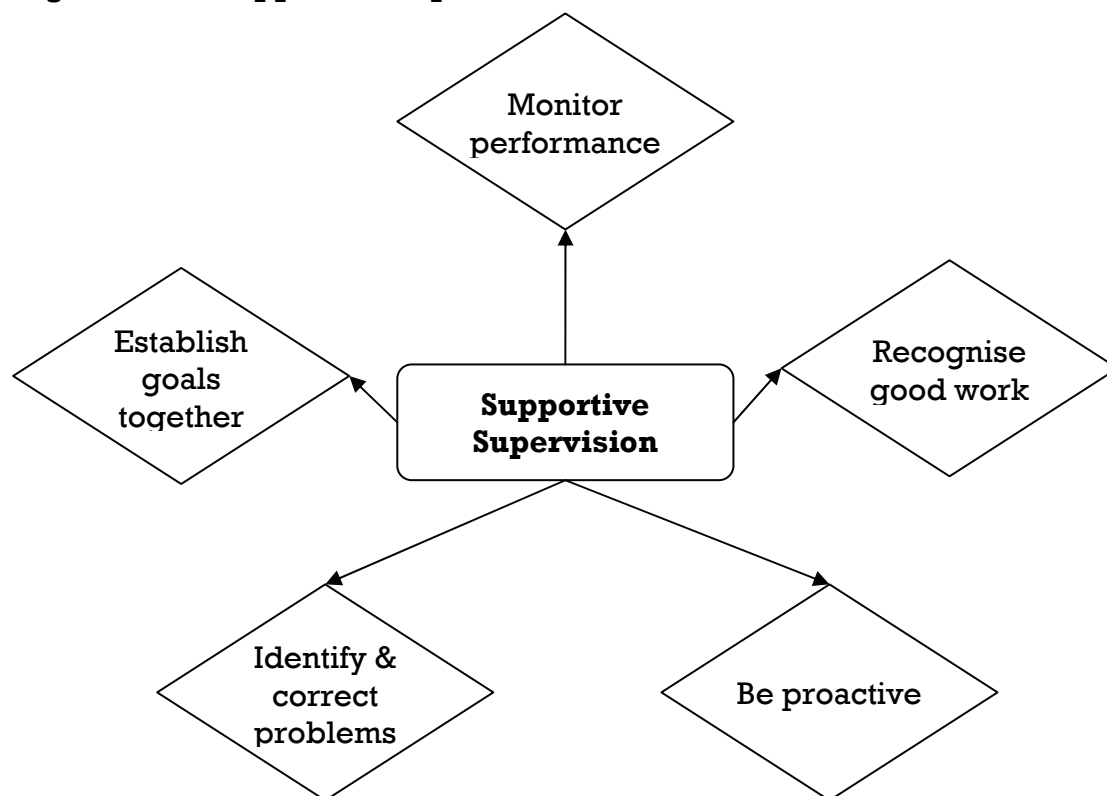 Monitor
performance
Establish
goals
together
Recognise
good work
Supportive
Supervision
Identify &
correct
problems
Be proactive